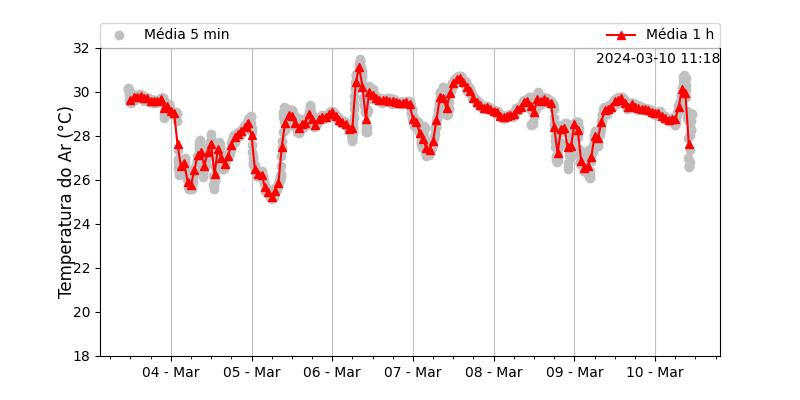 Média 5 min
Média 1 h
2024-03-10 11:18
Temperatura do Ar (°C)
32
30
28
26
24
22
20
18
04 - Mar
05 - Mar
06 - Mar
07 - Mar
08 - Mar
09 - Mar
10 - Mar